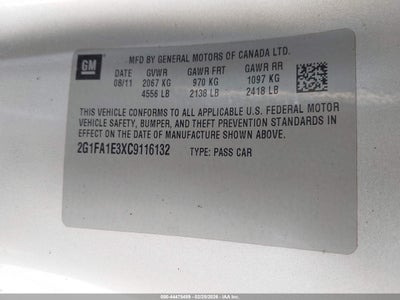 GM
MFD BY GENERAL MOTORS OF CANADA LTD.
DATE GVWR GAWR FRT GAWR RR
08/11 2067 KG 970 KG 1097 KG
4556 LB 2138 LB 2418 LB
THIS VEHICLE CONFORMS TO ALL APPLICABLE U.S. FEDERAL MOTOR
VEHICLE SAFETY, BUMPER, AND THEFT PREVENTION STANDARDS
IN EFFECT ON THE DATE OF MANUFACTURE SHOWN ABOVE.
2G1FA1E3XC9116132 TYPE: PASS CAR